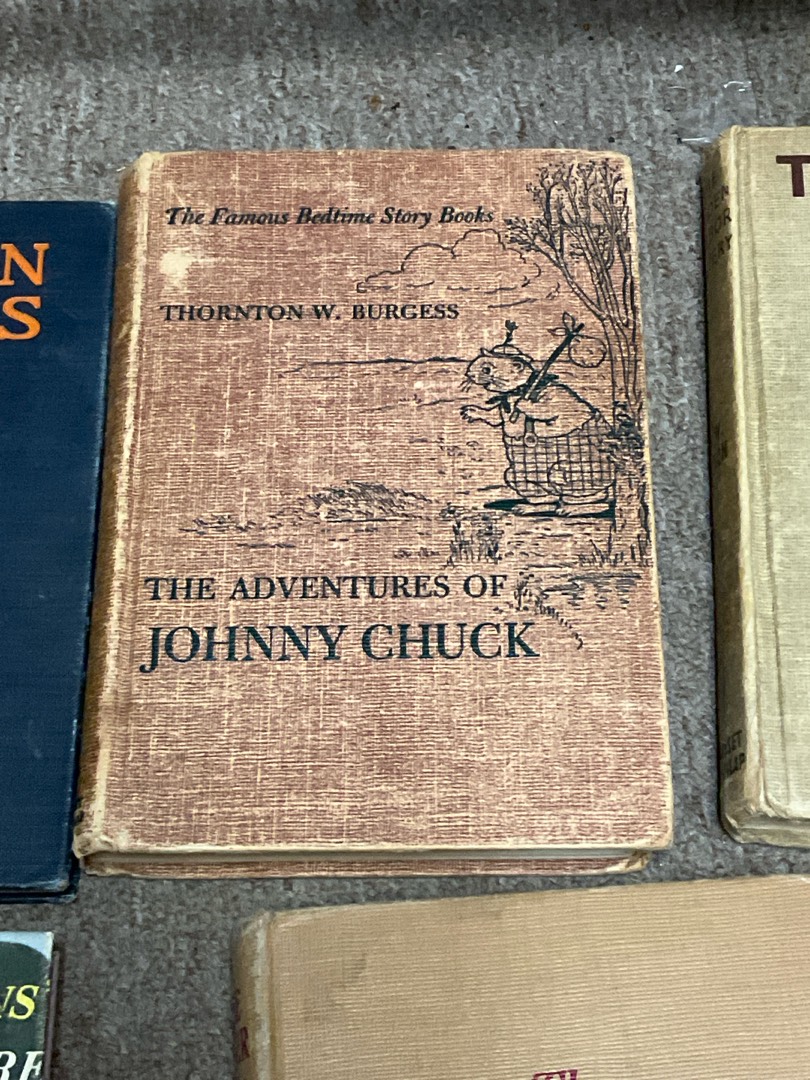 The Famous Bedtime Story Books
THORNTON W. BURGESS
THE ADVENTURES OF
JOHNNY CHUCK
N
S
T